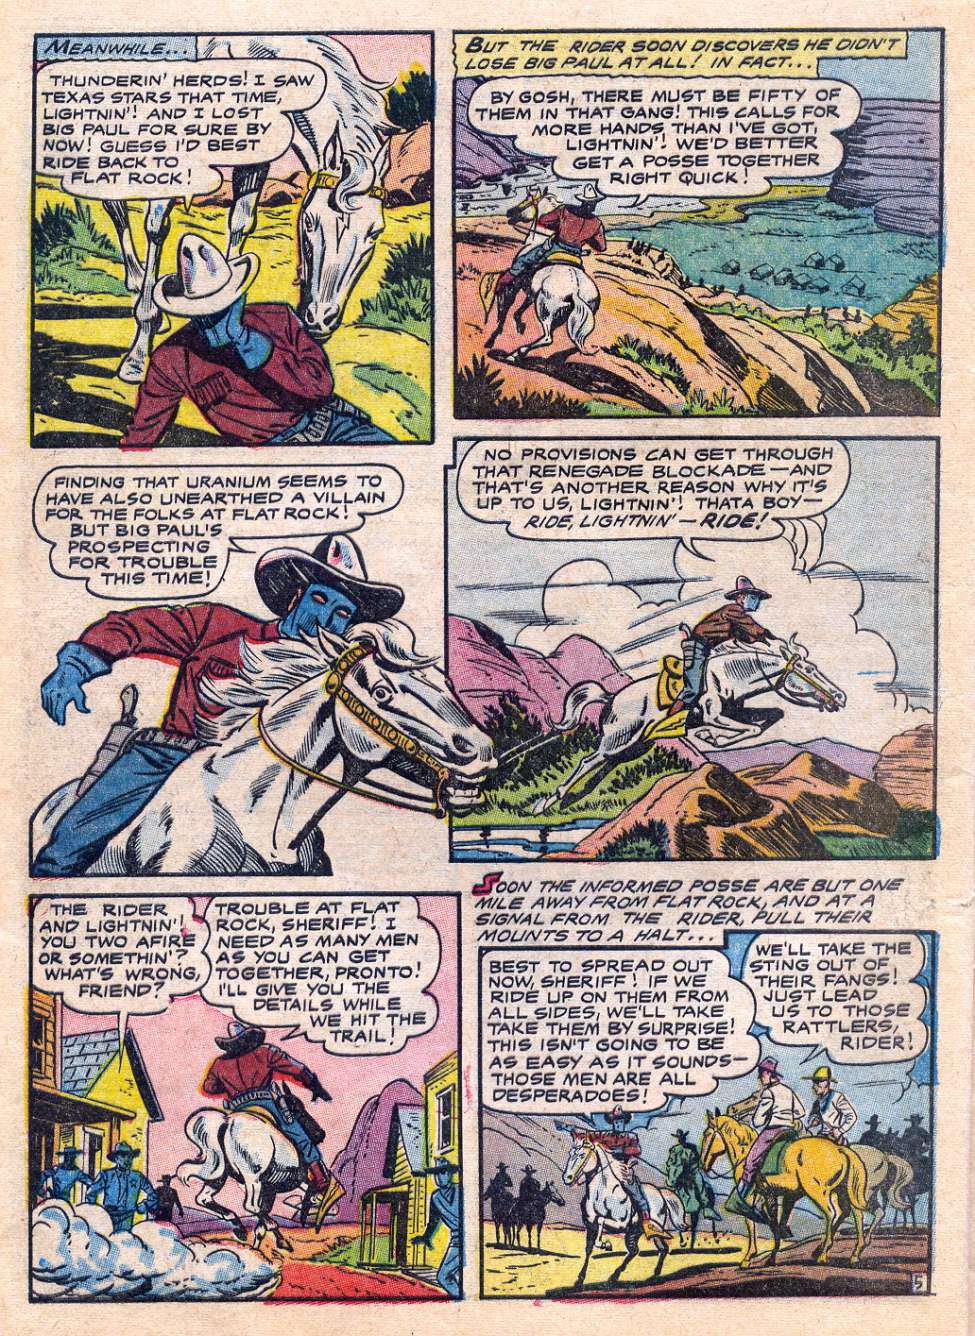 MEANWHILE...
THUNDERIN' HERDS! I SAW
TEXAS STARS THAT TIME,
LIGHTNIN'! AND I LOST
BIG PAUL FOR SURE BY
NOW! GUESS I'D BEST
RIDE BACK TO
FLAT ROCK!
BUT THE RIDER SOON DISCOVERS HE DIDN'T
LOSE BIG PAUL AT ALL! IN FACT...
BY GOSH, THERE MUST BE FIFTY OF
THEM IN THAT GANG! THIS CALLS FOR
MORE HANDS THAN I'VE GOT,
LIGHTNIN'! WE'D BETTER
GET A POSSE TOGETHER
RIGHT QUICK!
FINDING THAT URANIUM SEEMS TO
HAVE ALSO UNEARTHED A VILLAIN
FOR THE FOLKS AT FLAT ROCK!
BUT BIG PAUL'S
PROSPECTING
FOR TROUBLE
THIS TIME!
NO PROVISIONS CAN GET THROUGH
THAT RENEGADE BLOCKADE—AND
THAT'S ANOTHER REASON WHY IT'S
UP TO US, LIGHTNIN'! THATA BOY—
RIDE, LIGHTNIN'—RIDE!
THE RIDER
AND LIGHTNIN'!
YOU TWO AFIRE
OR SOMETHIN'?
WHAT'S WRONG,
FRIEND?
TROUBLE AT FLAT
ROCK, SHERIFF! I
NEED AS MANY MEN
AS YOU CAN GET
TOGETHER, PRONTO!
I'LL GIVE YOU THE
DETAILS WHILE
WE HIT THE
TRAIL!
SOON THE INFORMED POSSE ARE BUT ONE
MILE AWAY FROM FLAT ROCK, AND AT A
SIGNAL FROM THE RIDER, PULL THEIR
MOUNTS TO A HALT...
BEST TO SPREAD OUT
NOW, SHERIFF! IF WE
RIDE UP ON THEM FROM
ALL SIDES, WE'LL TAKE
TAKE THEM BY SURPRISE!
THIS ISN'T GOING TO BE
AS EASY AS IT SOUNDS—
THOSE MEN ARE ALL
DESPERADOES!
WE'LL TAKE THE
STING OUT OF
THEIR FANGS!
JUST LEAD
US TO THOSE
RATTLERS,
RIDER!
5